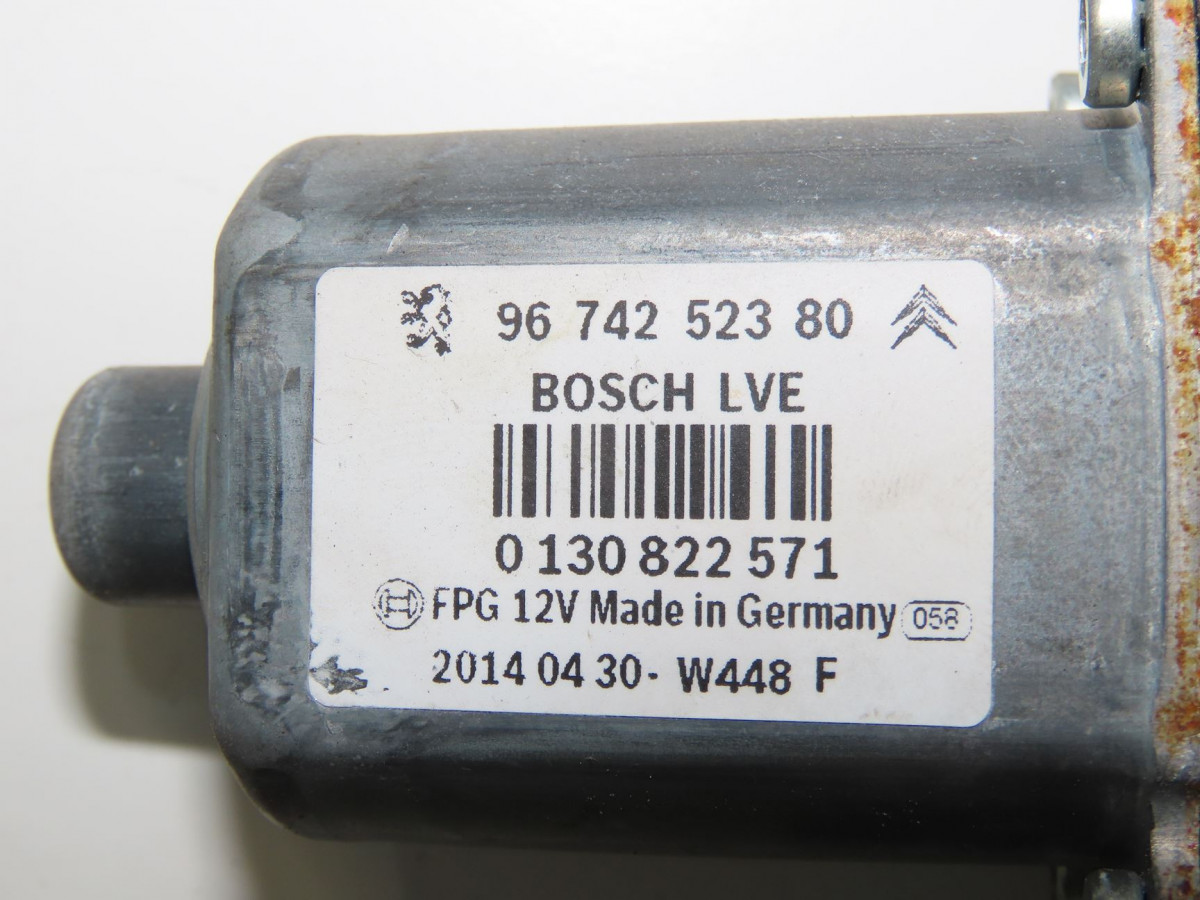 96 742 523 80
BOSCH LVE
0 130 822 571
FPG 12V Made in Germany 058
2014 04 30- W448 F